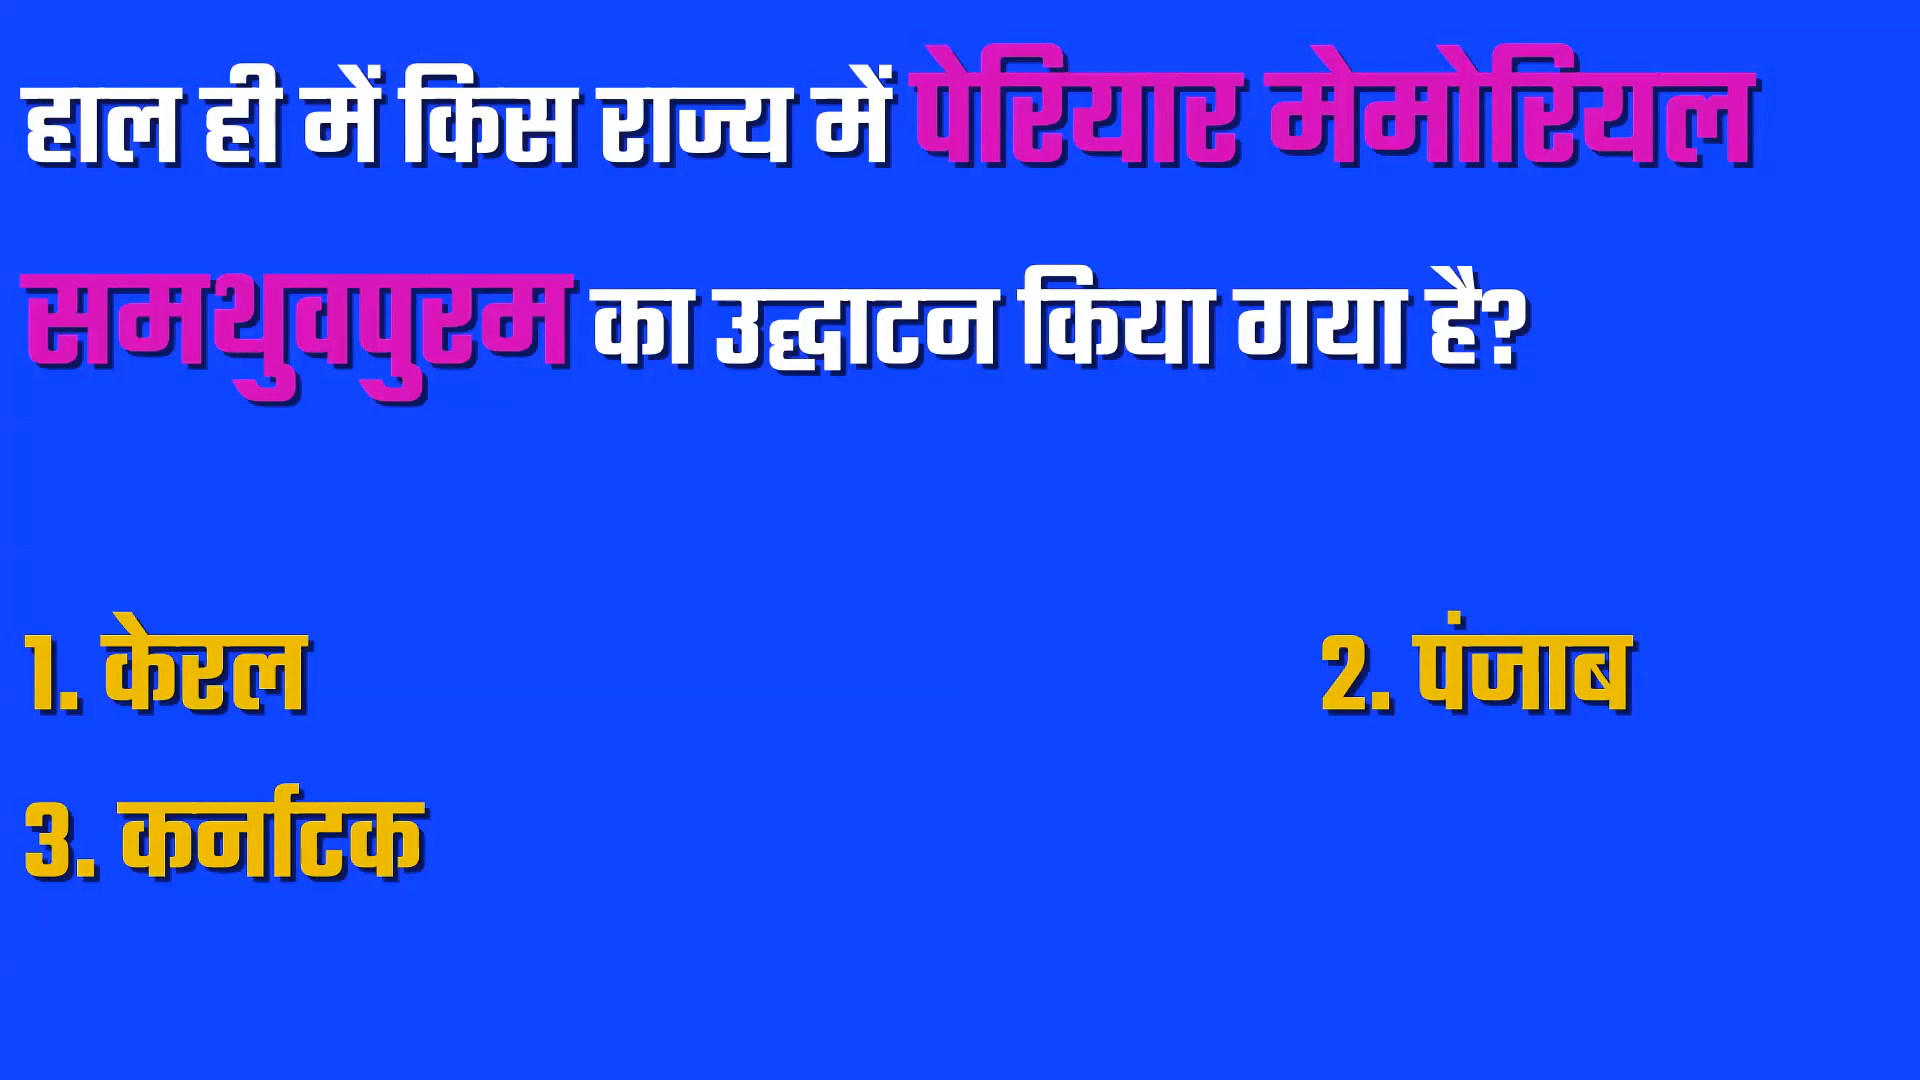 हाल ही में किस राज्य में पेरियार मेमोरियल
समथुवपुरम का उद्घाटन किया गया है?
1. केरल 2. पंजाब
3. कर्नाटक